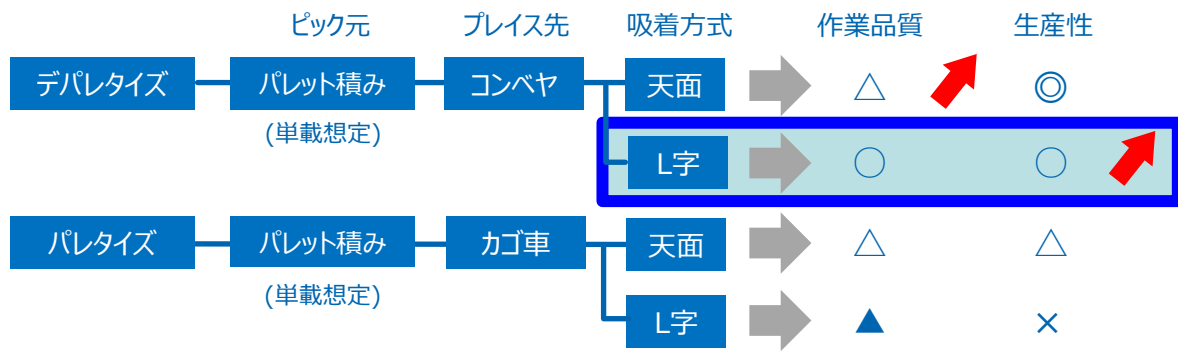 ピック元 プレイス先 吸着方式 作業品質 生産性
デパレタイズ パレット積み コンベヤ 天面 △ ◎
(単載想定)
L字 ○ ○
パレタイズ パレット積み カゴ車 天面 △ △
(単載想定)
L字 ▲ ×